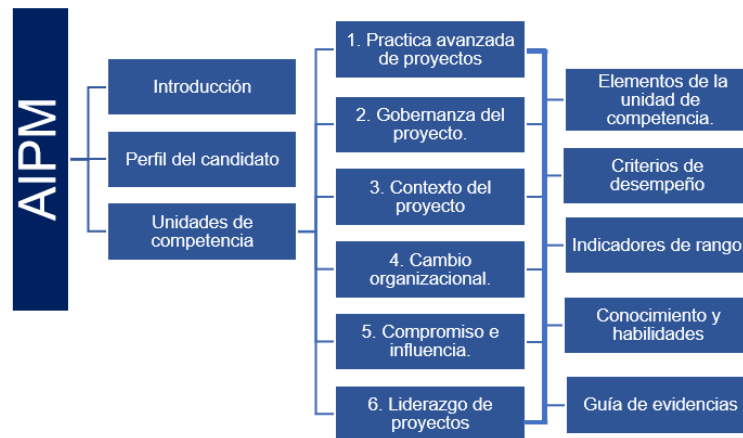 AIPM
Introducción
Perfil del candidato
Unidades de
competencia
1. Practica avanzada
de proyectos
2. Gobernanza del
proyecto.
3. Contexto del
proyecto
4. Cambio
organizacional.
5. Compromiso e
influencia.
6. Liderazgo de
proyectos
Elementos de la
unidad de
competencia.
Criterios de
desempeño
Indicadores de rango
Conocimiento y
habilidades
Guía de evidencias